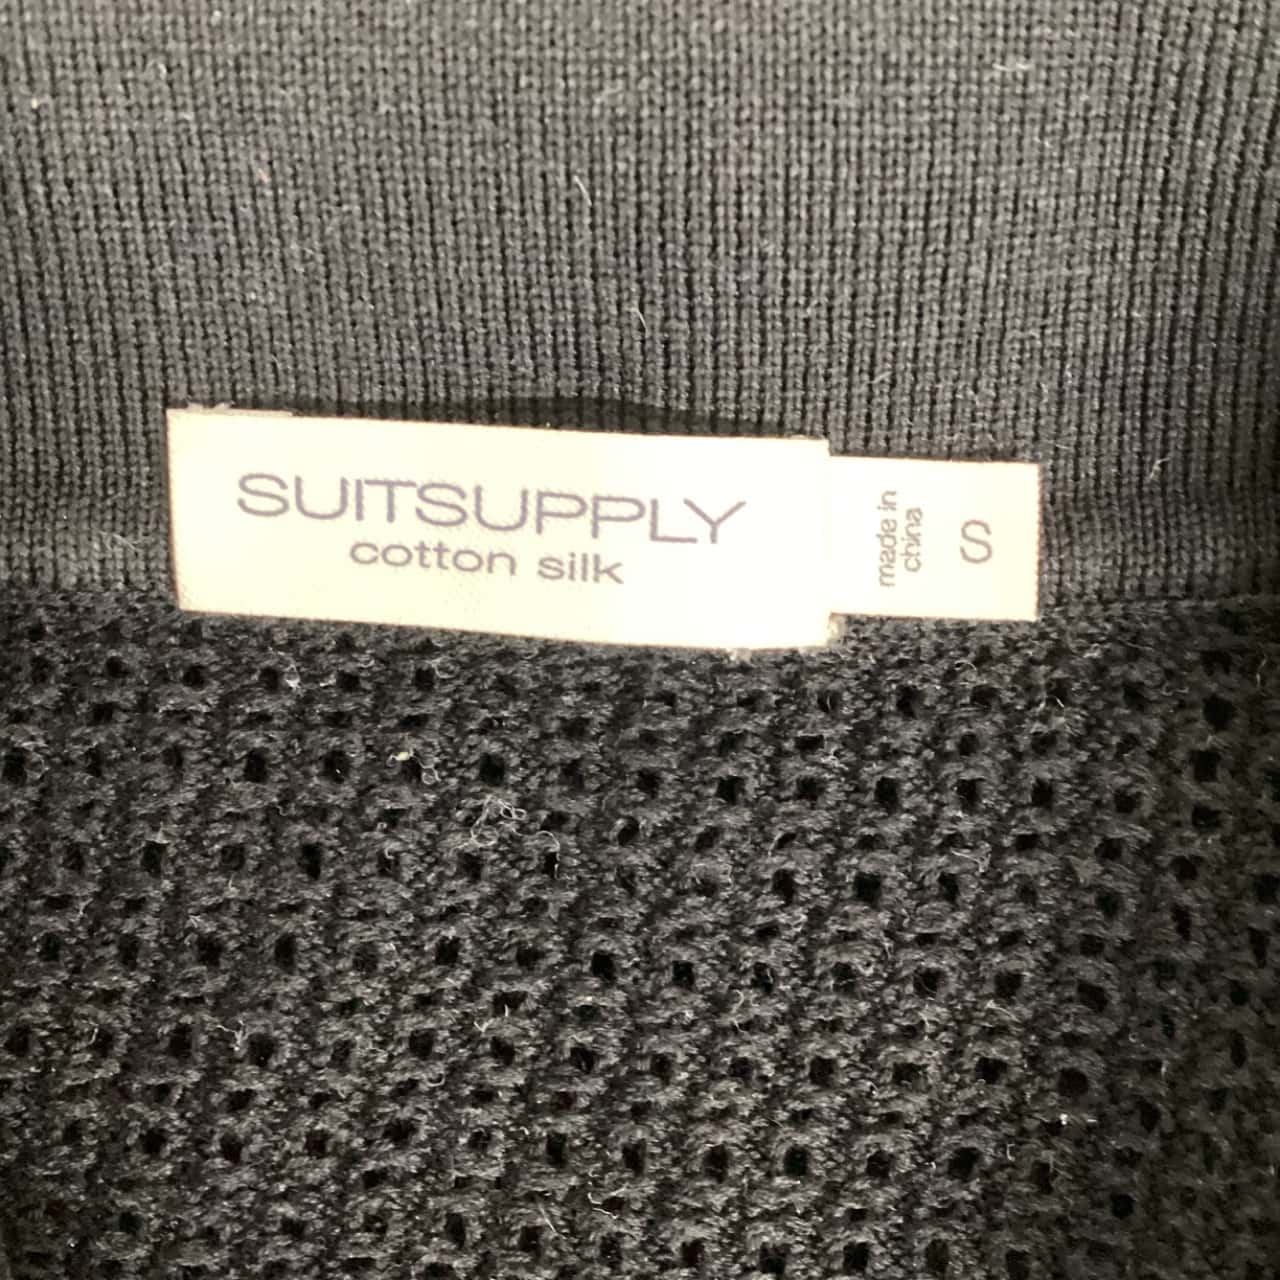 SUITSUPPLY
cotton silk
made in
china
S